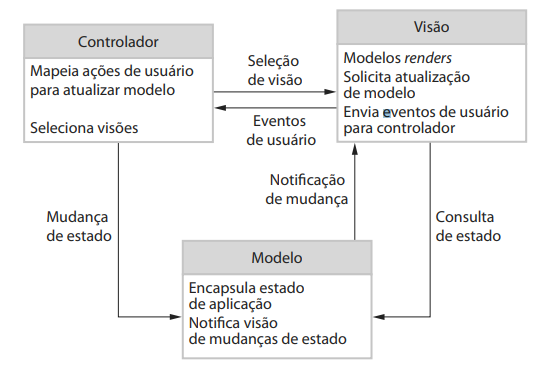 Controlador
Mapeia ações de usuário
para atualizar modelo
Seleciona visões
Seleção
de visão
Eventos
de usuário
Visão
Modelos renders
Solicita atualização
de modelo
Envia eventos de usuário
para controlador
Notificação
de mudança
Mudança
de estado
Consulta
de estado
Modelo
Encapsula estado
de aplicação
Notifica visão
de mudanças de estado